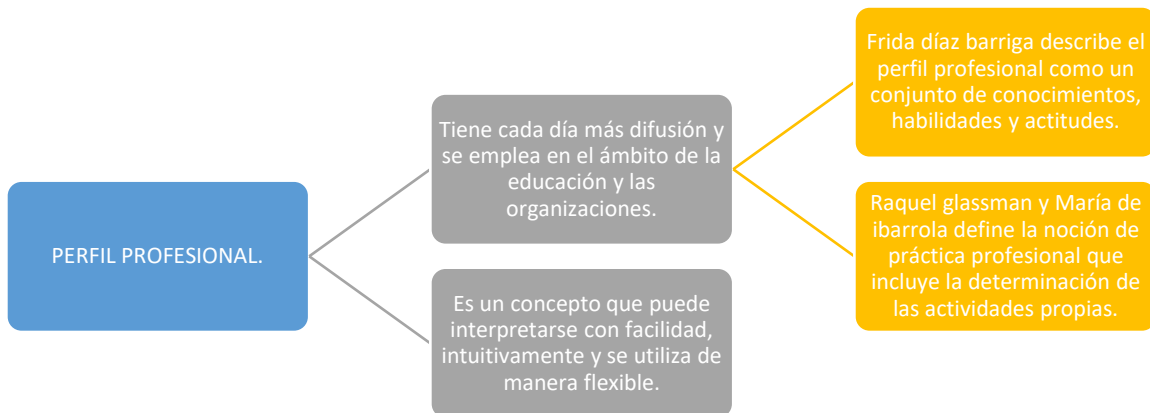 PERFIL PROFESIONAL.
Tiene cada día más difusión y
se emplea en el ámbito de la
educación y las
organizaciones.
Es un concepto que puede
interpretarse con facilidad,
intuitivamente y se utiliza de
manera flexible.
Frida díaz barriga describe el
perfil profesional como un
conjunto de conocimientos,
habilidades y actitudes.
Raquel glassman y María de
ibarrola define la noción de
práctica profesional que
incluye la determinación de
las actividades propias.